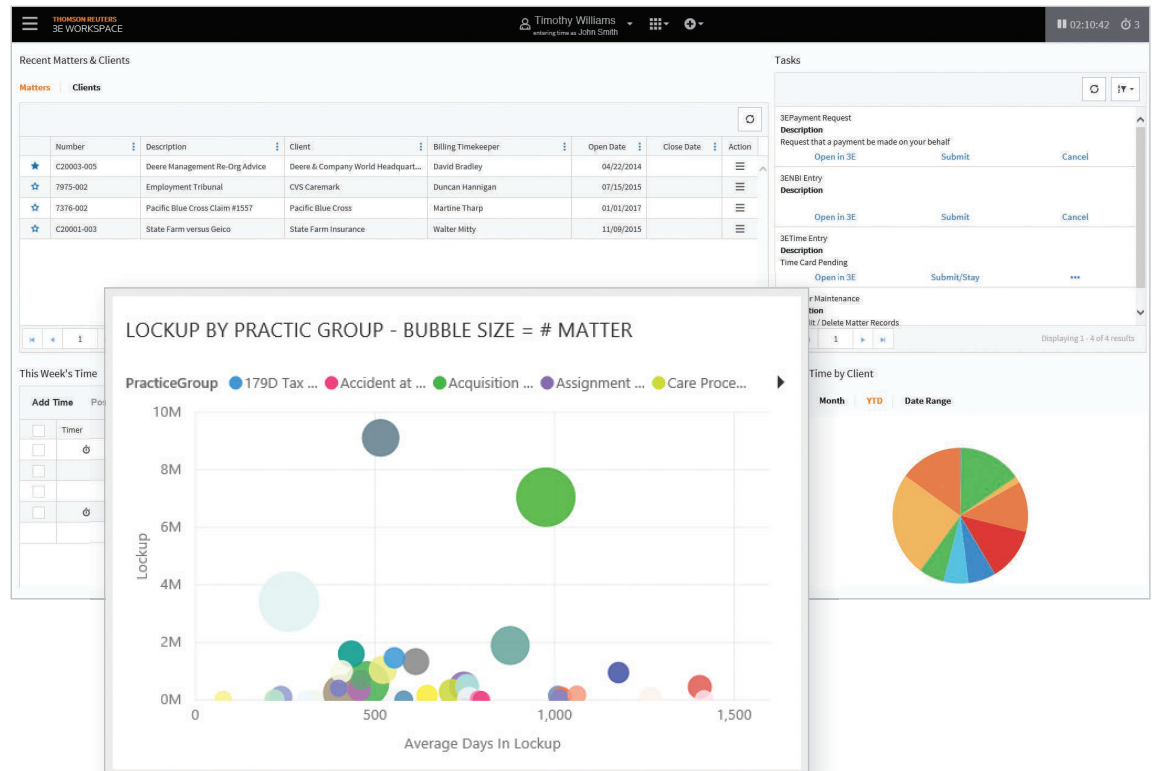 THOMSON REUTERS
3E WORKSPACE
Timothy Williams
entering time as John Smith
02:10:42 3
Recent Matters & Clients
Matters Clients
Number Description Client Billing Timekeeper Open Date Close Date Action
C20003-005 Deere Management Re-Org Advice Deere & Company World Headquart... David Bradley 04/22/2014
7975-002 Employment Tribunal CVS Caremark Duncan Hannigan 07/15/2015
7376-002 Pacific Blue Cross Claim #1557 Pacific Blue Cross Martine Tharp 01/01/2017
C20001-003 State Farm versus Geico State Farm Insurance Walter Mitty 11/09/2015
1
Tasks
3EPayment Request
Description
Request that a payment be made on your behalf
Open in 3E Submit Cancel
3ENBI Entry
Description
Open in 3E Submit Cancel
3ETime Entry
Description
Time Card Pending
Open in 3E Submit/Stay ...
r Maintenance
tion
lit / Delete Matter Records
1 Displaying 1 - 4 of 4 results
This Week's Time
Add Time Pos
Timer
LOCKUP BY PRACTIC GROUP - BUBBLE SIZE = # MATTER
PracticeGroup 179D Tax ... Accident at ... Acquisition ... Assignment ... Care Proce...
10M
8M
6M
4M
2M
0M
Lockup
0 500 1,000 1,500
Average Days In Lockup
Time by Client
Month YTD Date Range